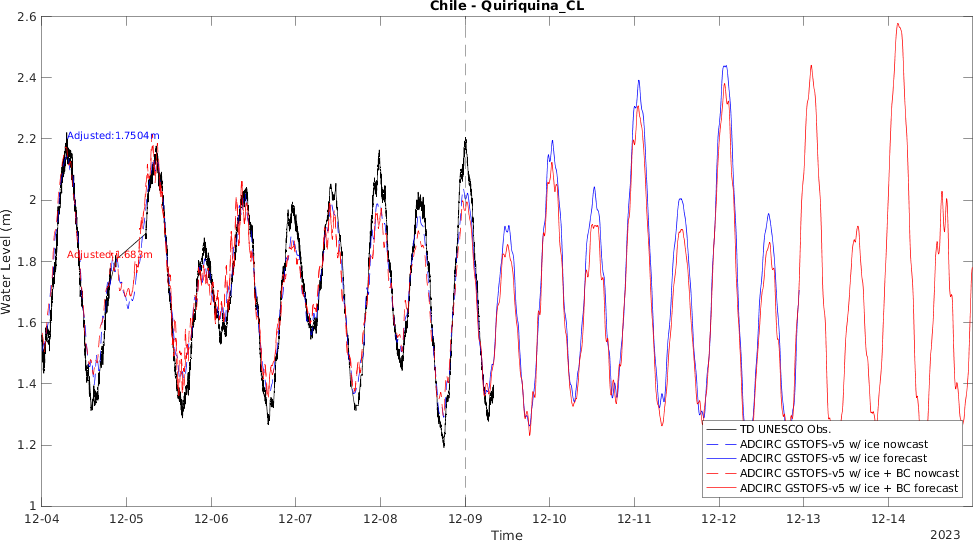 Chile - Quiriquina_CL
2.6
2.4
2.2
2
1.8
1.6
1.4
1.2
1
Water Level (m)
Adjusted:1.7504m
Adjusted:1.683m
TD UNESCO Obs.
ADCIRC GSTOFS-v5 w/ ice nowcast
ADCIRC GSTOFS-v5 w/ ice forecast
ADCIRC GSTOFS-v5 w/ ice + BC nowcast
ADCIRC GSTOFS-v5 w/ ice + BC forecast
12-04 12-05 12-06 12-07 12-08 12-09 12-10 12-11 12-12 12-13 12-14
Time
2023